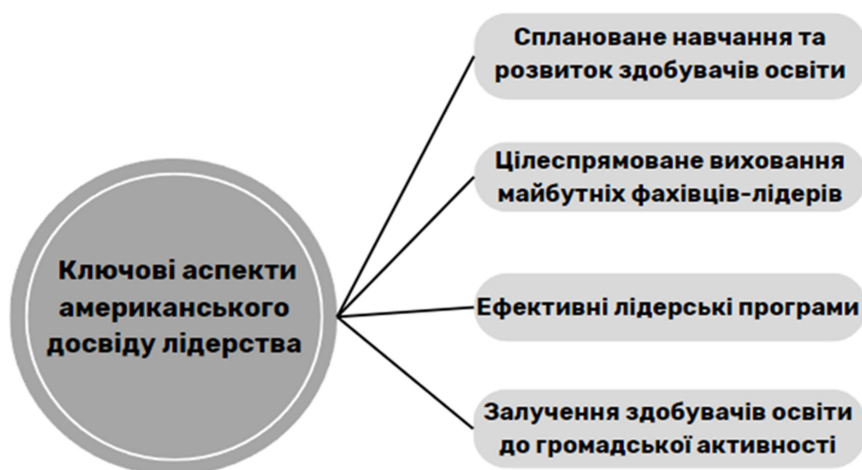 Ключові аспекти
американського
досвіду лідерства
Сплановане навчання та
розвиток здобувачів освіти
Цілеспрямоване виховання
майбутніх фахівців-лідерів
Ефективні лідерські програми
Залучення здобувачів освіти
до громадської активності